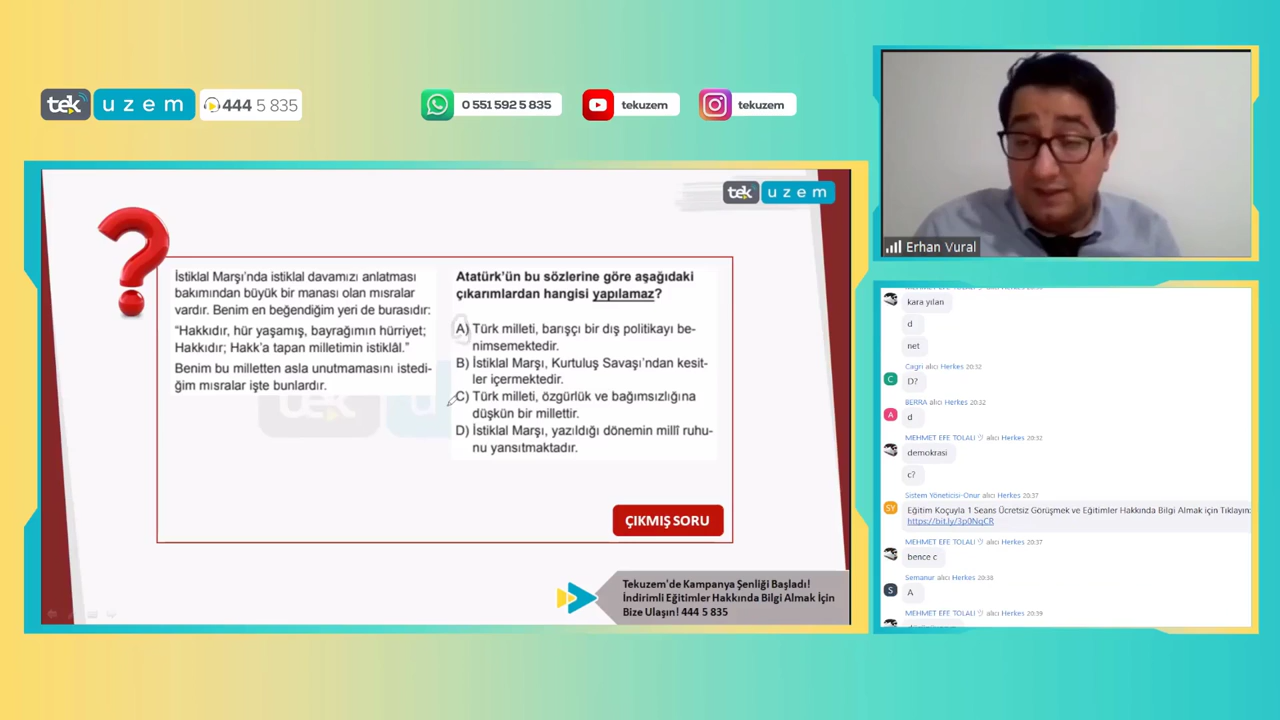 tek uzem 444 5 835
0 551 592 5 835
tekuzem
tekuzem
tek uzem
İstiklal Marşı'nda istiklal davamızı anlatması
bakımından büyük bir manası olan mısralar
vardır. Benim en beğendiğim yeri de burasıdır:
"Hakkıdır, hür yaşamış, bayrağımın hürriyet;
Hakkıdır; Hakk'a tapan milletimin istiklâl."
Benim bu milletten asla unutmamasını istedi-
ğim mısralar işte bunlardır.
Atatürk'ün bu sözlerine göre aşağıdaki
çıkarımlardan hangisi yapılamaz?
A) Türk milleti, barışçı bir dış politikayı be-
nimsemektedir.
B) İstiklal Marşı, Kurtuluş Savaşı'ndan kesit-
ler içermektedir.
C) Türk milleti, özgürlük ve bağımsızlığına
düşkün bir millettir.
D) İstiklal Marşı, yazıldığı dönemin millî ruhu-
nu yansıtmaktadır.
ÇIKMIŞ SORU
Tekuzem'de Kampanya Şenliği Başladı!
İndirimli Eğitimler Hakkında Bilgi Almak İçin
Bize Ulaşın! 444 5 835
Erhan Vural
kara yılan
d
net
Cagri alıcı Herkes 20:32
C
D?
BERRA alıcı Herkes 20:32
A
d
MEHMET EFE TOLALI alıcı Herkes 20:32
demokrasi
c?
Sistem Yöneticisi-Onur alıcı Herkes 20:37
SY
Eğitim Koçuyla 1 Seans Ücretsiz Görüşmek ve Eğitimler Hakkında Bilgi Almak için Tıklayın:
https://bit.ly/3p0NqCR
MEHMET EFE TOLALI alıcı Herkes 20:37
bence c
Semanur alıcı Herkes 20:38
S
A
MEHMET EFE TOLALI alıcı Herkes 20:39